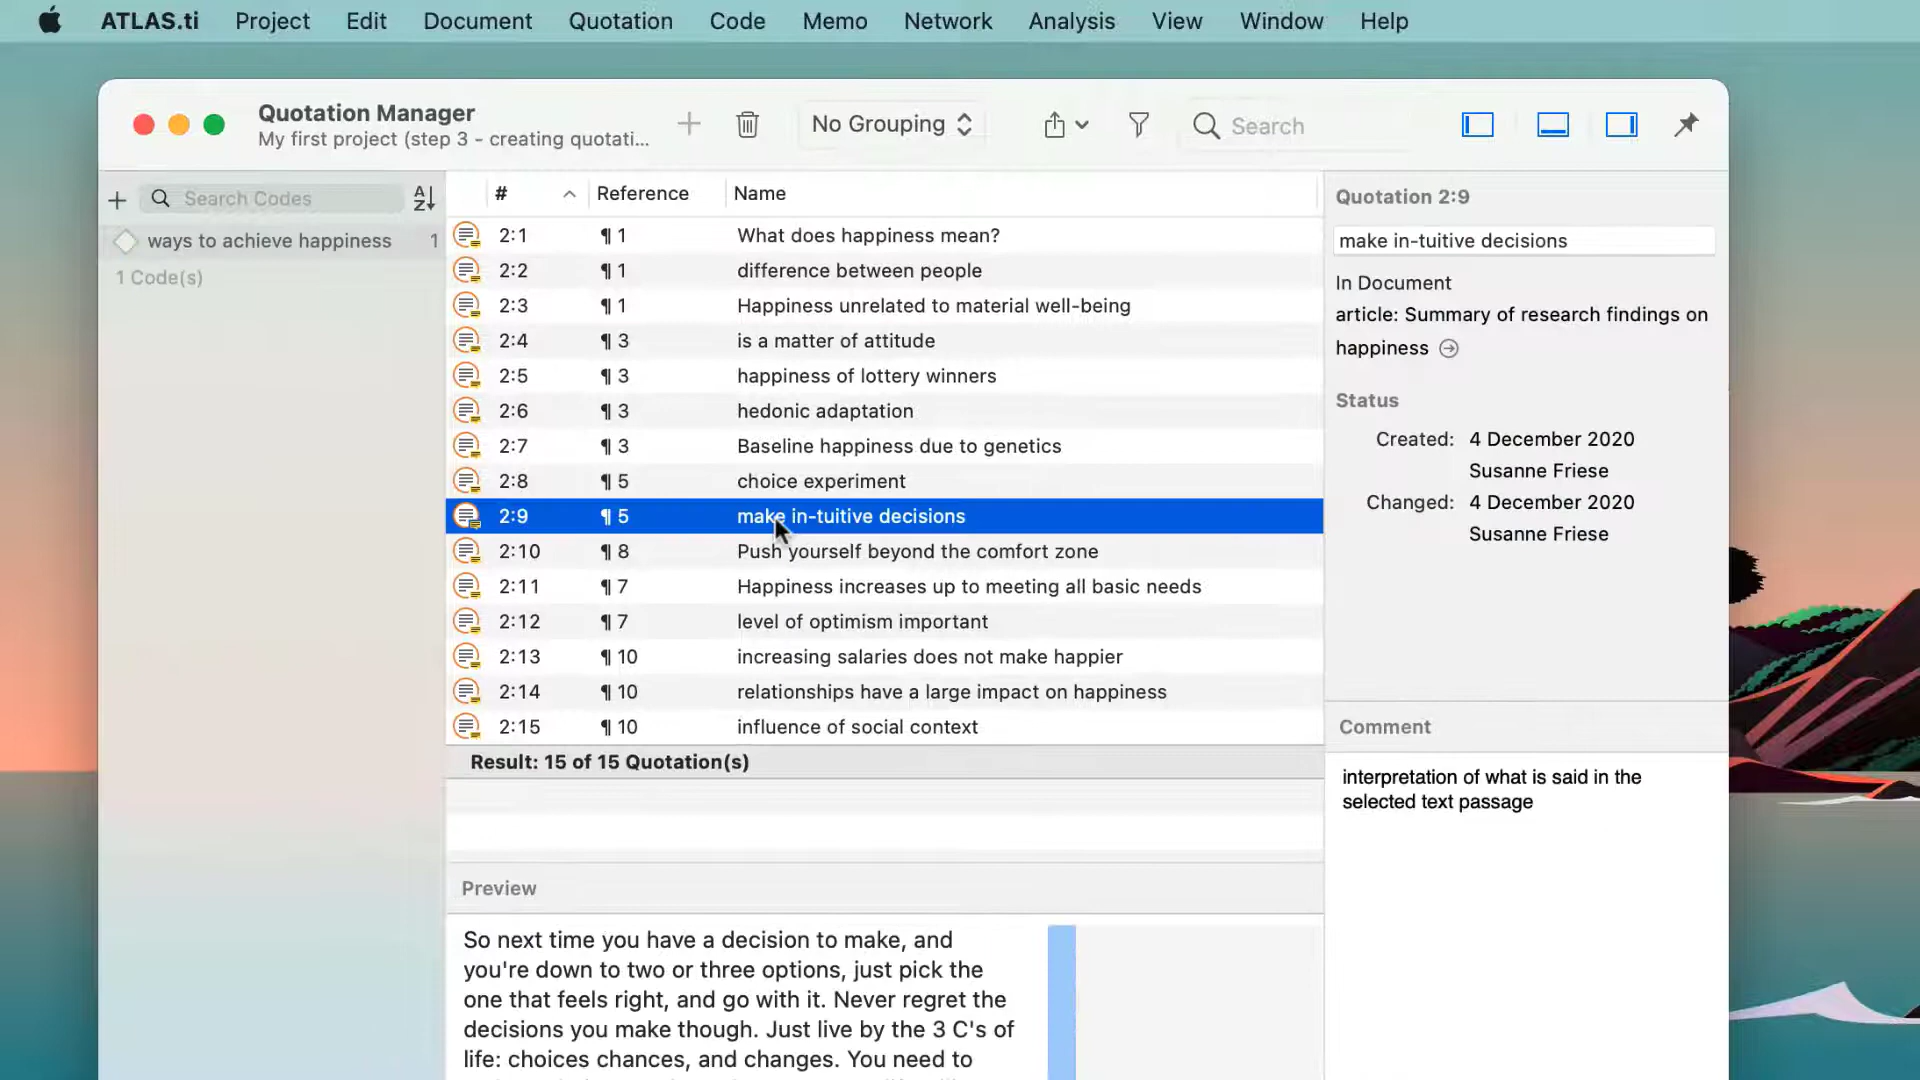 ATLAS.ti Project Edit Document Quotation Code Memo Network Analysis View Window Help
Quotation Manager
My first project (step 3 - creating quotati...
No Grouping
Search
Search Codes
ways to achieve happiness 1
1 Code(s)
# Reference Name
2:1 ¶ 1 What does happiness mean?
2:2 ¶ 1 difference between people
2:3 ¶ 1 Happiness unrelated to material well-being
2:4 ¶ 3 is a matter of attitude
2:5 ¶ 3 happiness of lottery winners
2:6 ¶ 3 hedonic adaptation
2:7 ¶ 3 Baseline happiness due to genetics
2:8 ¶ 5 choice experiment
2:9 ¶ 5 make in-tuitive decisions
2:10 ¶ 8 Push yourself beyond the comfort zone
2:11 ¶ 7 Happiness increases up to meeting all basic needs
2:12 ¶ 7 level of optimism important
2:13 ¶ 10 increasing salaries does not make happier
2:14 ¶ 10 relationships have a large impact on happiness
2:15 ¶ 10 influence of social context
Result: 15 of 15 Quotation(s)
Preview
So next time you have a decision to make, and
you're down to two or three options, just pick the
one that feels right, and go with it. Never regret the
decisions you make though. Just live by the 3 C's of
life: choices chances, and changes. You need to
Quotation 2:9
make in-tuitive decisions
In Document
article: Summary of research findings on
happiness
Status
Created: 4 December 2020
Susanne Friese
Changed: 4 December 2020
Susanne Friese
Comment
interpretation of what is said in the
selected text passage